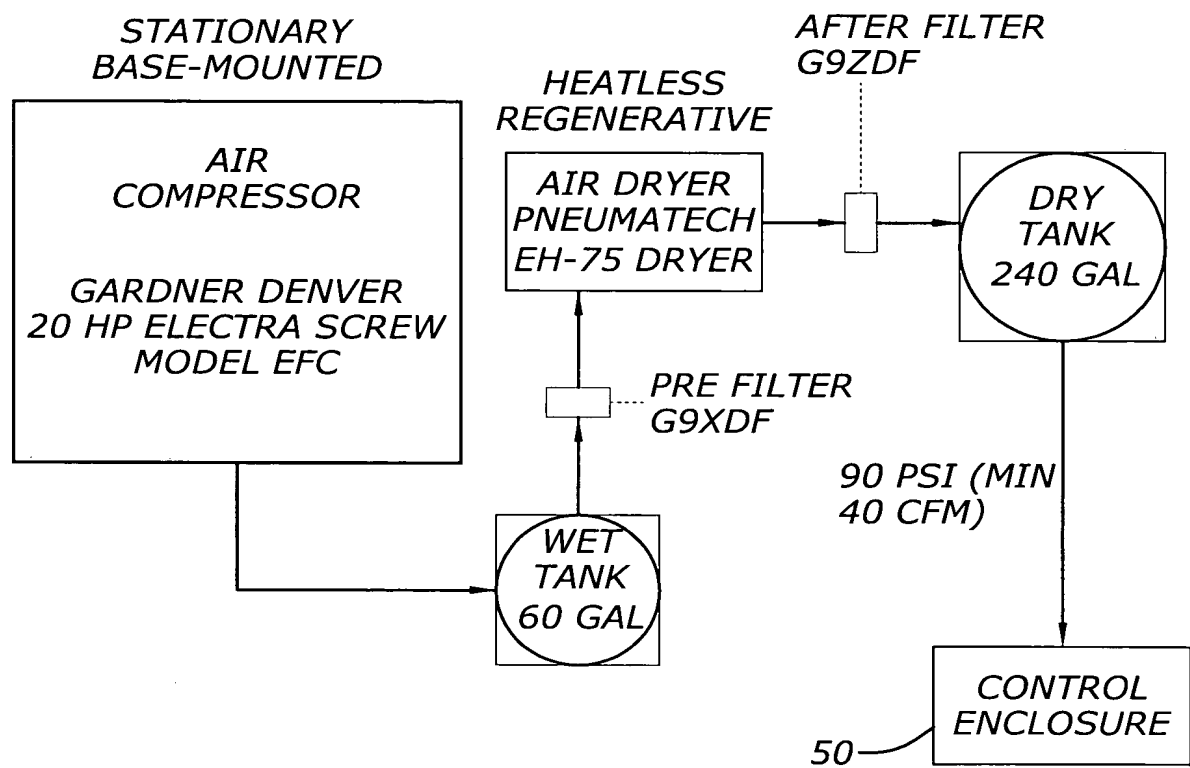 STATIONARY
BASE-MOUNTED
AIR
COMPRESSOR
GARDNER DENVER
20 HP ELECTRA SCREW
MODEL EFC
HEATLESS
REGENERATIVE
AIR DRYER
PNEUMATECH
EH-75 DRYER
AFTER FILTER
G9ZDF
DRY
TANK
240 GAL
PRE FILTER
G9XDF
WET
TANK
60 GAL
90 PSI (MIN
40 CFM)
CONTROL
ENCLOSURE
50